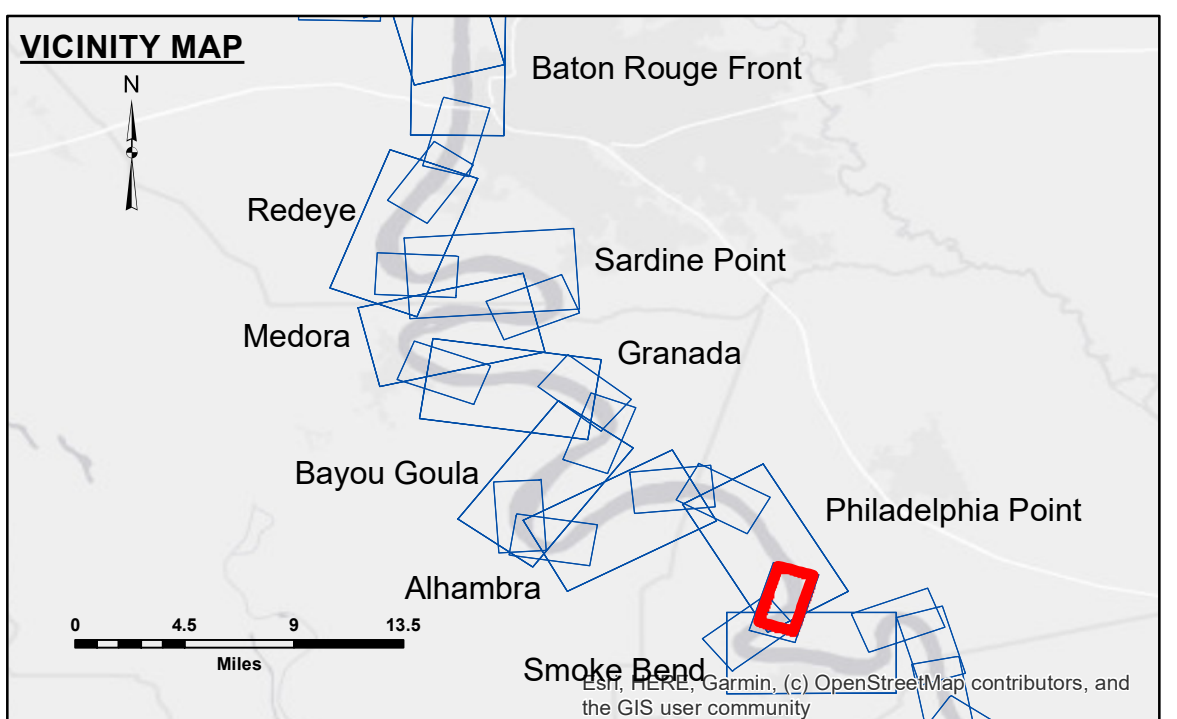 VICINITY MAP
N
Baton Rouge Front
Redeye
Sardine Point
Medora
Granada
Bayou Goula
Philadelphia Point
Alhambra
0 4.5 9 13.5
Miles
Smoke Bend
Esri, HERE, Garmin, (c) OpenStreetMap contributors, and
the GIS user community